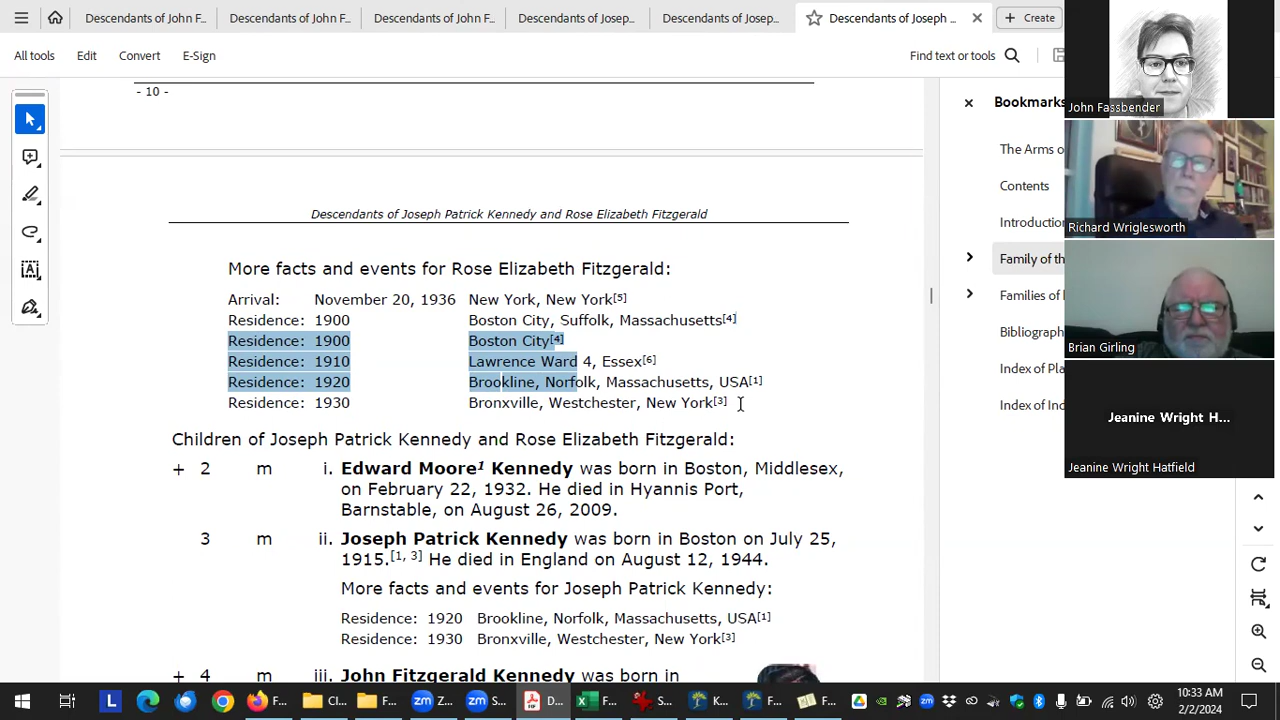 Descendants of John F...
Descendants of John F...
Descendants of John F...
Descendants of Josep...
Descendants of Josep...
Descendants of Joseph ...
Create
All tools
Edit
Convert
E-Sign
Find text or tools
- 10 -
Descendants of Joseph Patrick Kennedy and Rose Elizabeth Fitzgerald
More facts and events for Rose Elizabeth Fitzgerald:
Arrival: November 20, 1936 New York, New York[5]
Residence: 1900 Boston City, Suffolk, Massachusetts[4]
Residence: 1900 Boston City[4]
Residence: 1910 Lawrence Ward 4, Essex[6]
Residence: 1920 Brookline, Norfolk, Massachusetts, USA[1]
Residence: 1930 Bronxville, Westchester, New York[3]
Children of Joseph Patrick Kennedy and Rose Elizabeth Fitzgerald:
+ 2 m i. Edward Moore1 Kennedy was born in Boston, Middlesex,
on February 22, 1932. He died in Hyannis Port,
Barnstable, on August 26, 2009.
3 m ii. Joseph Patrick Kennedy was born in Boston on July 25,
1915.[1, 3] He died in England on August 12, 1944.
More facts and events for Joseph Patrick Kennedy:
Residence: 1920 Brookline, Norfolk, Massachusetts, USA[1]
Residence: 1930 Bronxville, Westchester, New York[3]
+ 4 m iii. John Fitzgerald Kennedy was born in
Bookmarks
The Arms o
Contents
Introduction
Family of th
Families of
Bibliograph
Index of Pla
Index of Ind
John Fassbender
Richard Wriglesworth
Brian Girling
Jeanine Wright H...
Jeanine Wright Hatfield
L
F...
Cl...
F...
Z...
S...
D...
F...
S...
K...
F...
F...
10:33 AM
2/2/2024